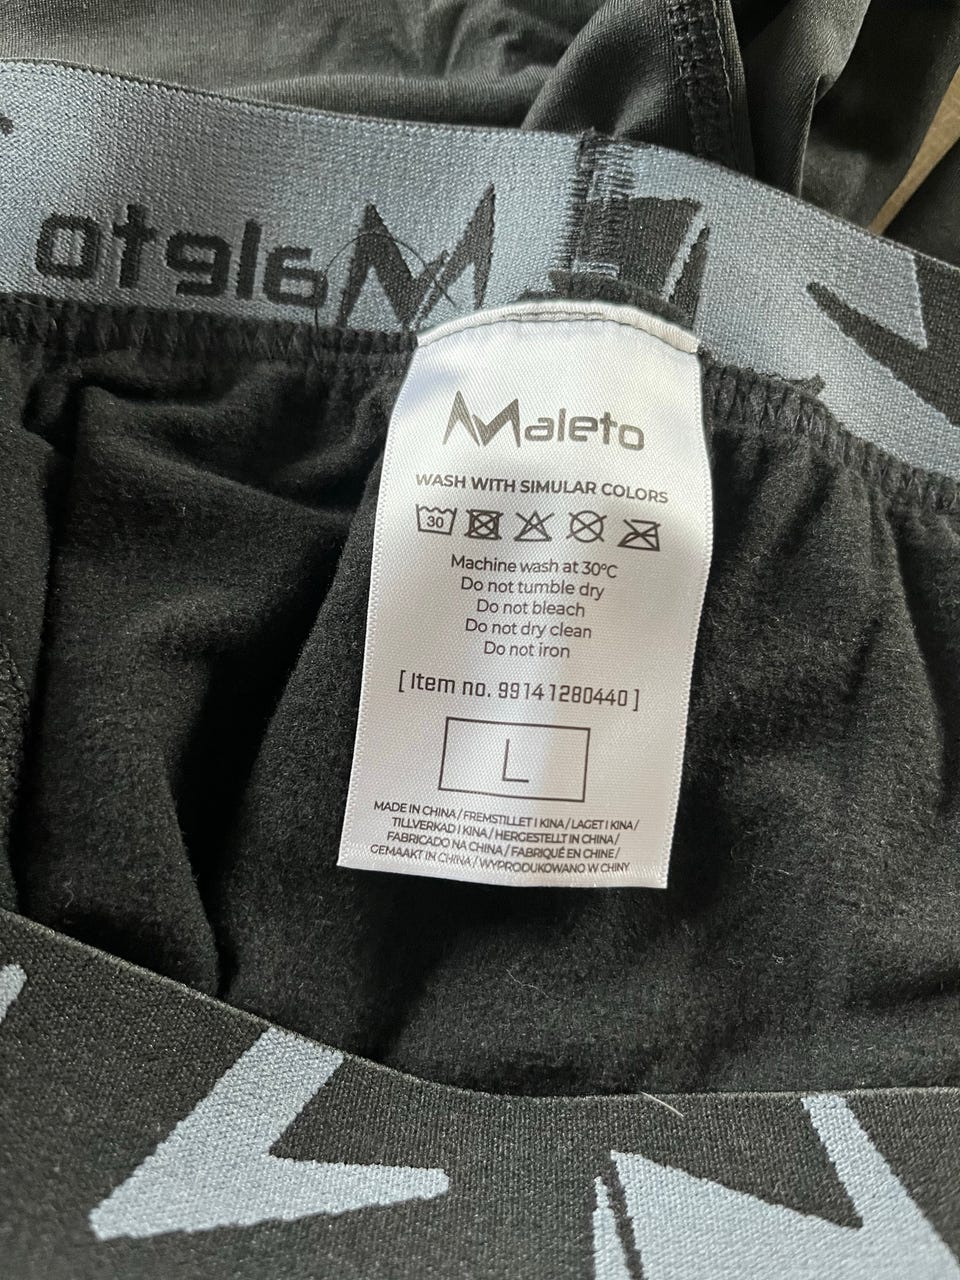 Maleto
Maleto
WASH WITH SIMULAR COLORS
30
Machine wash at 30°C
Do not tumble dry
Do not bleach
Do not dry clean
Do not iron
[ Item no. 99141280440 ]
L
MADE IN CHINA / FREMSTILLET I KINA / LAGET I KINA /
TILLVERKAD I KINA / HERGESTELLT IN CHINA /
FABRICADO NA CHINA / FABRIQUÉ EN CHINE /
GEMAAKT IN CHINA / WYPRODUKOWANO W CHINY